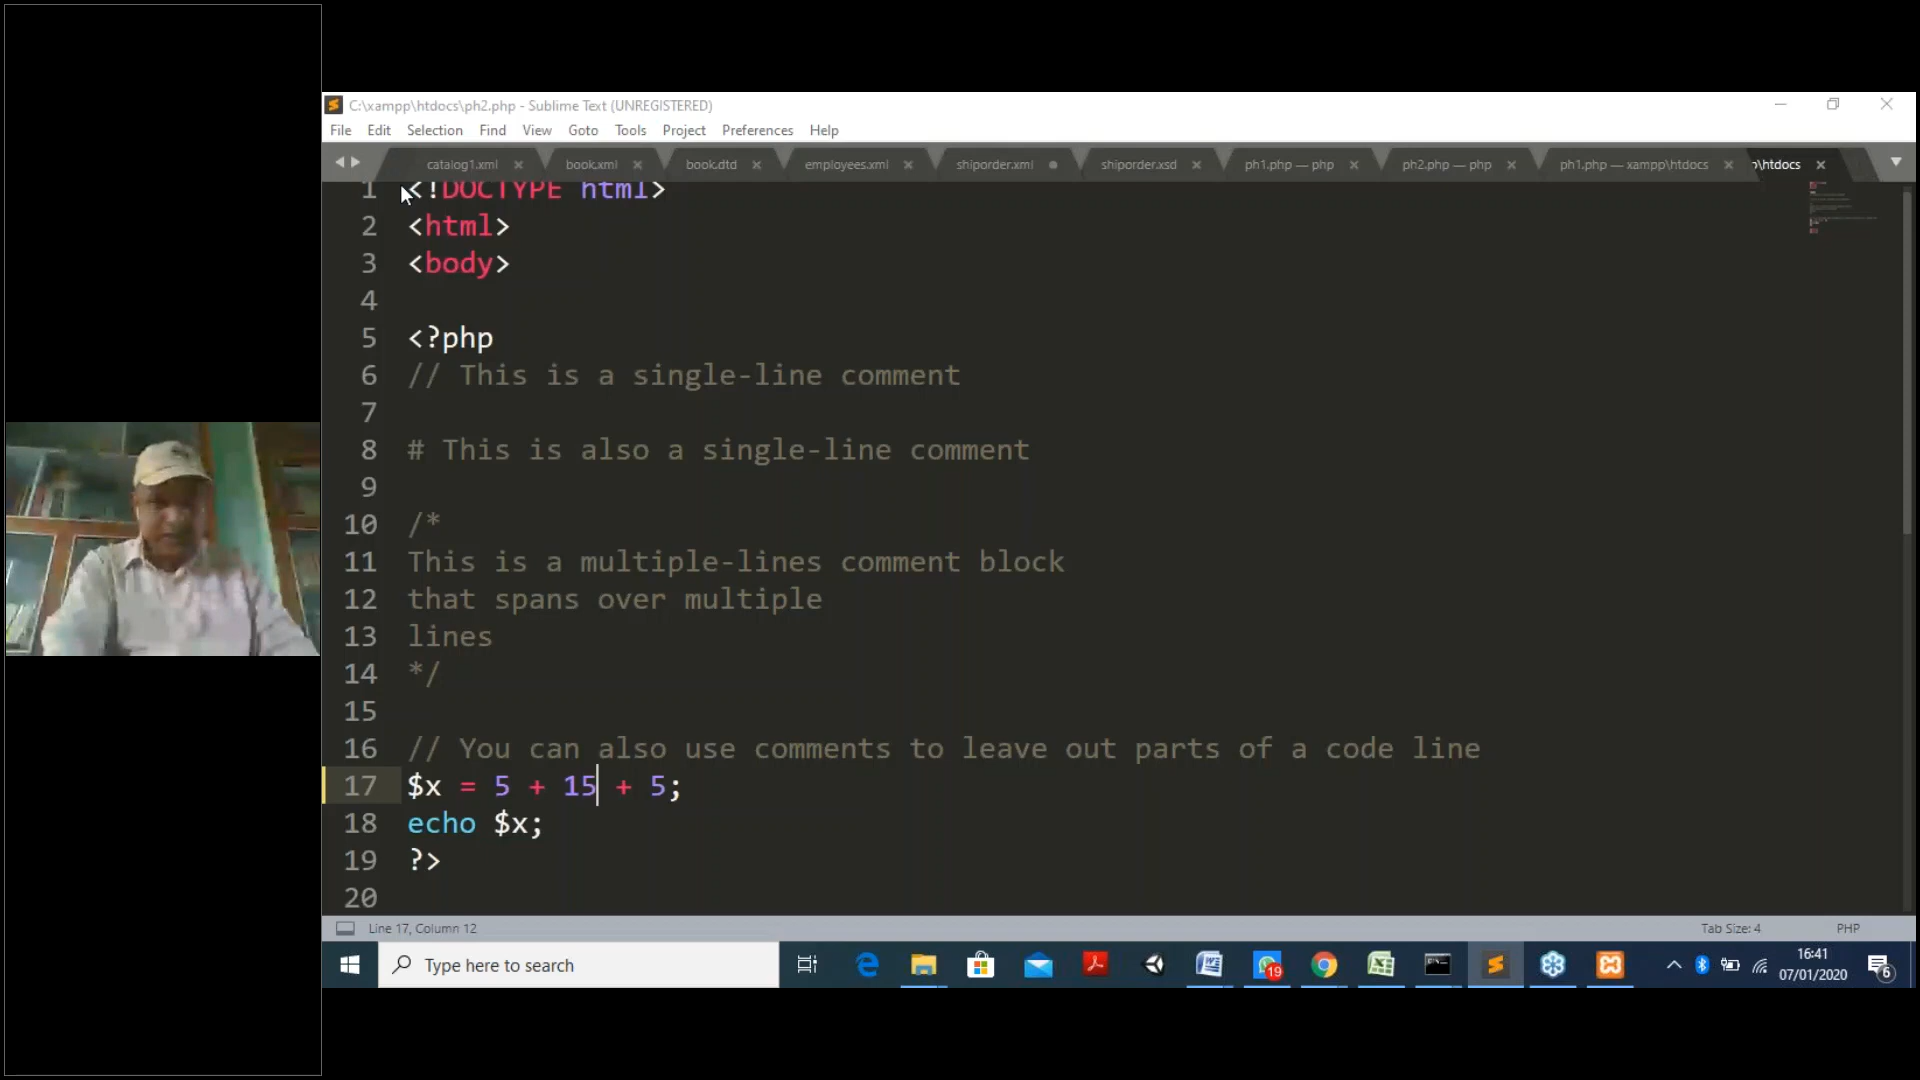 C:\xampp\htdocs\ph2.php - Sublime Text (UNREGISTERED)
File Edit Selection Find View Goto Tools Project Preferences Help
catalog1.xml book.xml book.dtd employees.xml shiporder.xml shiporder.xsd ph1.php — php ph2.php — php ph1.php — xampp\htdocs p\htdocs
1 <!DOCTYPE html>
2 <html>
3 <body>
4
5 <?php
6 // This is a single-line comment
7
8 # This is also a single-line comment
9
10 /*
11 This is a multiple-lines comment block
12 that spans over multiple
13 lines
14 */
15
16 // You can also use comments to leave out parts of a code line
17 $x = 5 + 15 + 5;
18 echo $x;
19 ?>
20
Line 17, Column 12 Tab Size: 4 PHP
Type here to search 19 16:41
07/01/2020 6